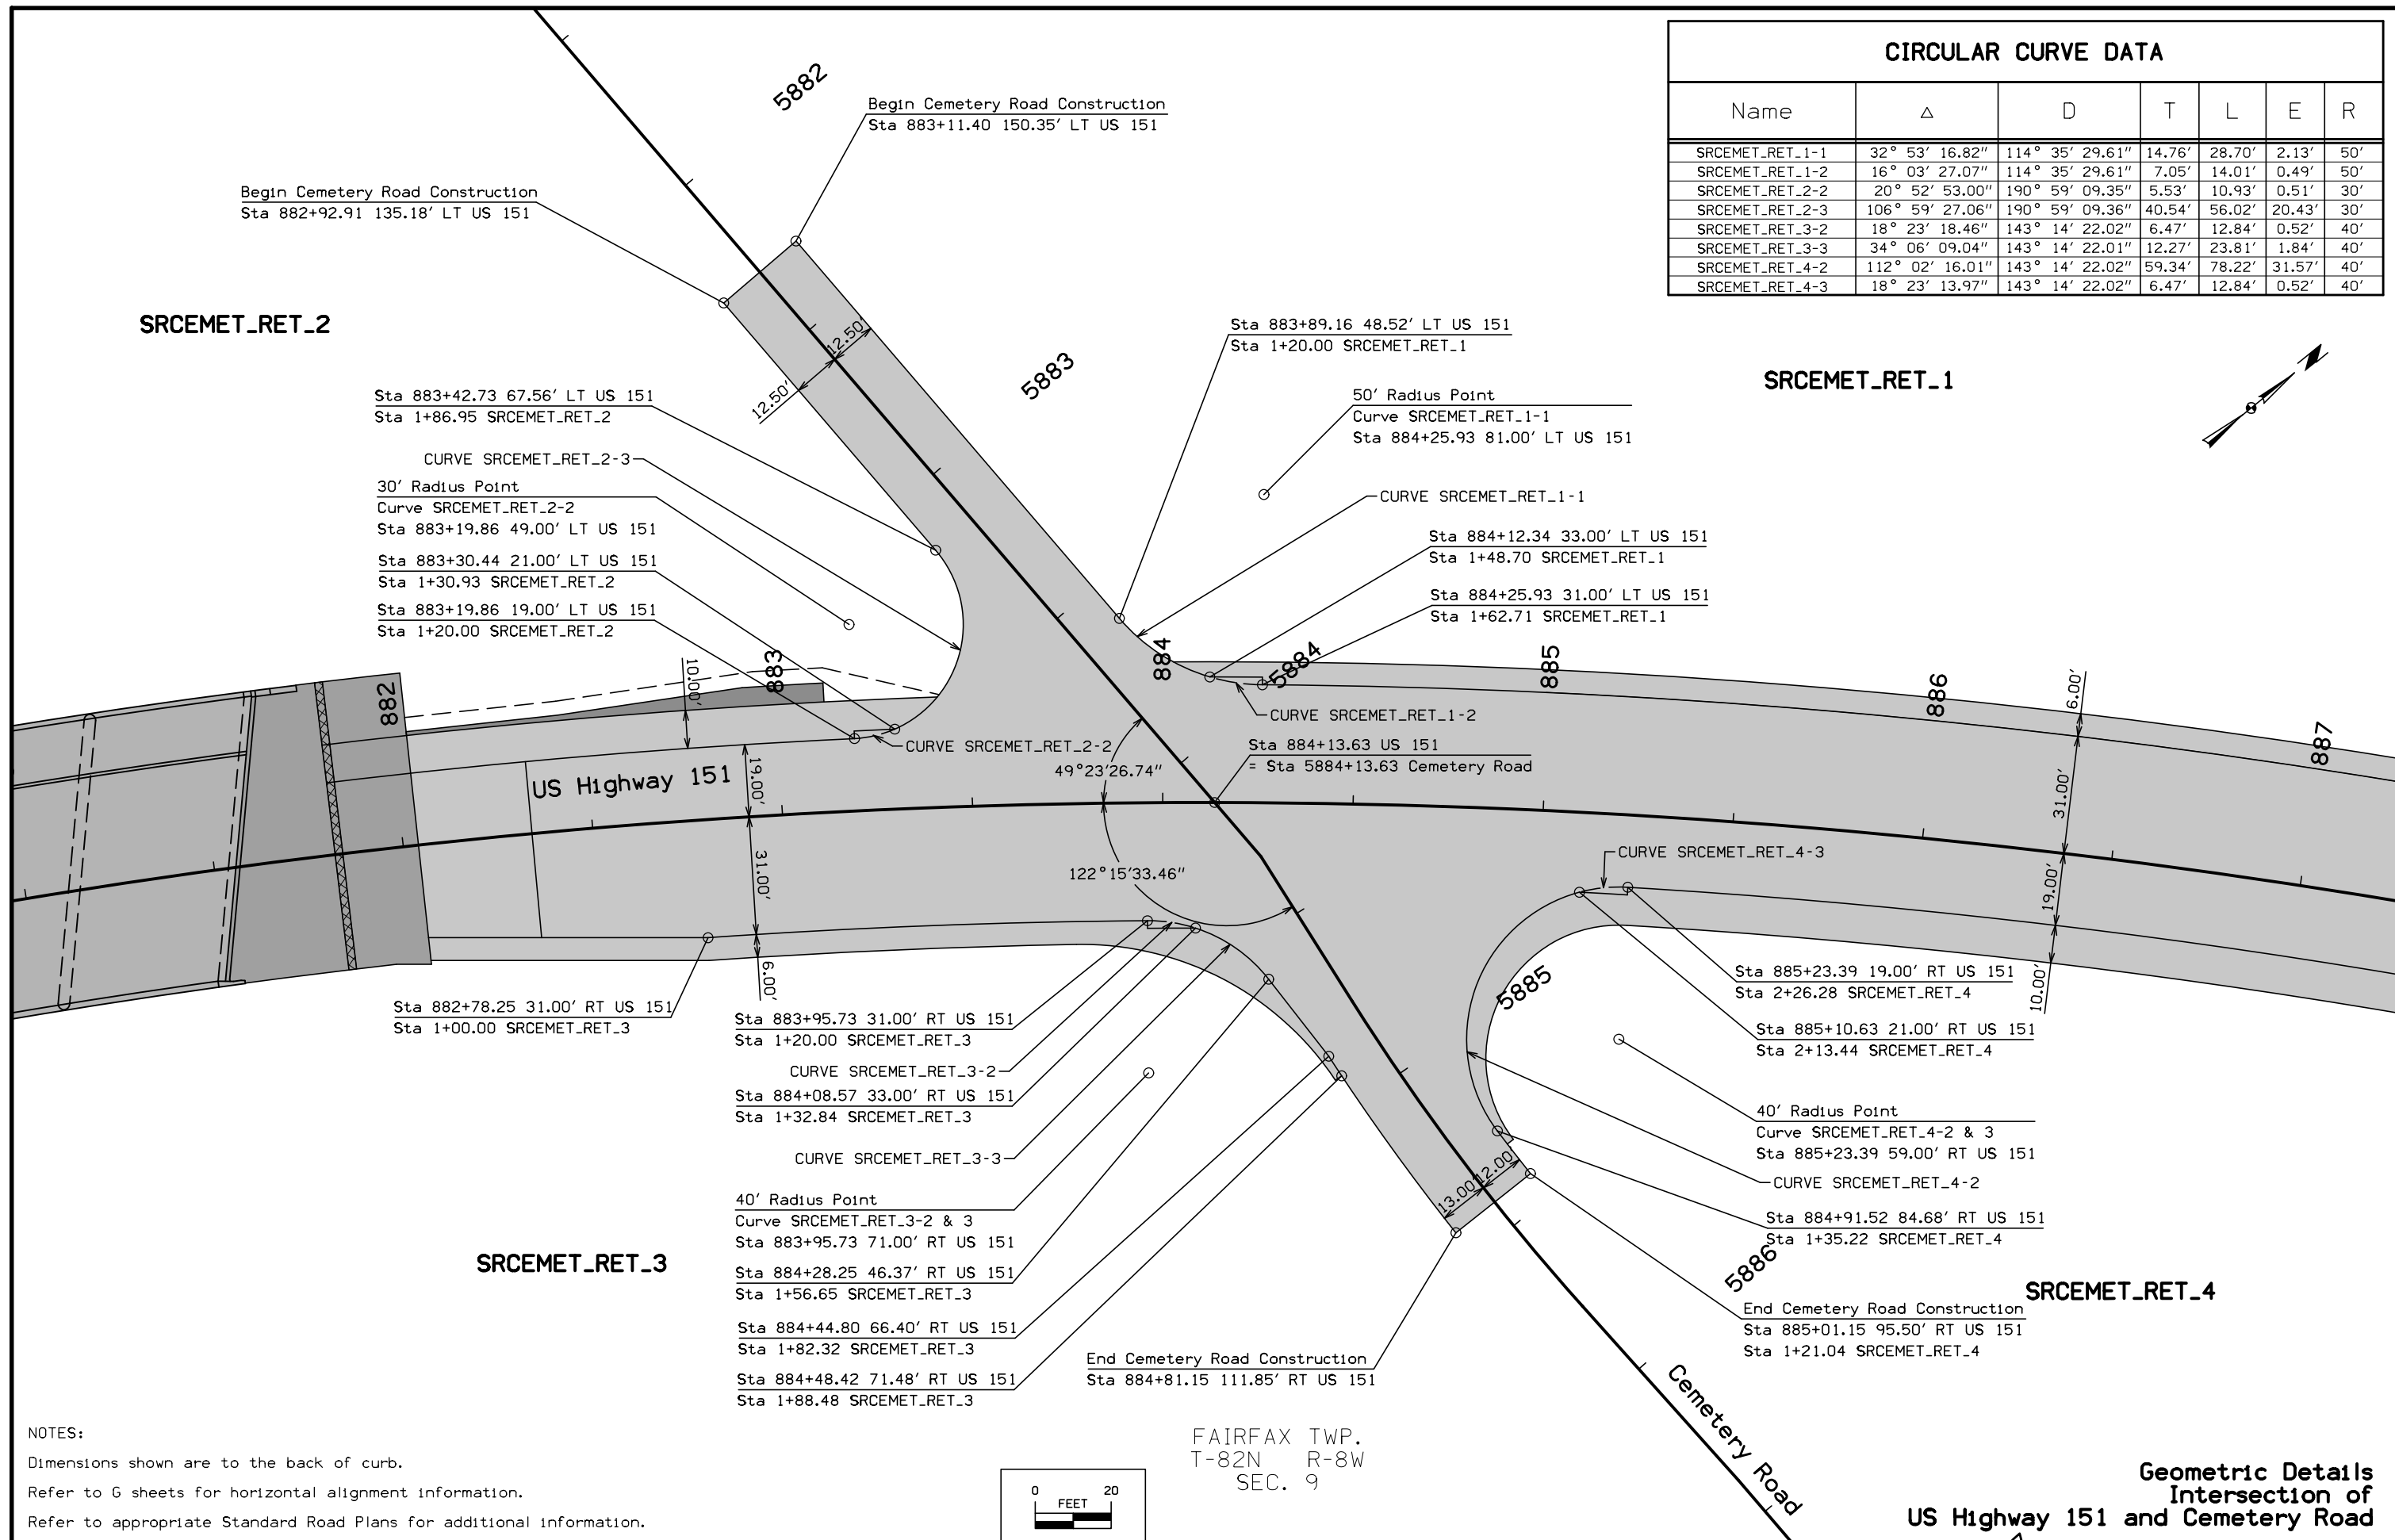 CIRCULAR CURVE DATA
Name △ D T L E R
SRCEMET_RET_1-1 32° 53′ 16.82″ 114° 35′ 29.61″ 14.76′ 28.70′ 2.13′ 50′
SRCEMET_RET_1-2 16° 03′ 27.07″ 114° 35′ 29.61″ 7.05′ 14.01′ 0.49′ 50′
SRCEMET_RET_2-2 20° 52′ 53.00″ 190° 59′ 09.35″ 5.53′ 10.93′ 0.51′ 30′
SRCEMET_RET_2-3 106° 59′ 27.06″ 190° 59′ 09.36″ 40.54′ 56.02′ 20.43′ 30′
SRCEMET_RET_3-2 18° 23′ 18.46″ 143° 14′ 22.02″ 6.47′ 12.84′ 0.52′ 40′
SRCEMET_RET_3-3 34° 06′ 09.04″ 143° 14′ 22.01″ 12.27′ 23.81′ 1.84′ 40′
SRCEMET_RET_4-2 112° 02′ 16.01″ 143° 14′ 22.02″ 59.34′ 78.22′ 31.57′ 40′
SRCEMET_RET_4-3 18° 23′ 13.97″ 143° 14′ 22.02″ 6.47′ 12.84′ 0.52′ 40′
5882
Begin Cemetery Road Construction
Sta 883+11.40 150.35′ LT US 151
Begin Cemetery Road Construction
Sta 882+92.91 135.18′ LT US 151
SRCEMET_RET_2
12.50′
12.50′
5883
Sta 883+89.16 48.52′ LT US 151
Sta 1+20.00 SRCEMET_RET_1
SRCEMET_RET_1
50′ Radius Point
Curve SRCEMET_RET_1-1
Sta 884+25.93 81.00′ LT US 151
Sta 883+42.73 67.56′ LT US 151
Sta 1+86.95 SRCEMET_RET_2
CURVE SRCEMET_RET_2-3
30′ Radius Point
Curve SRCEMET_RET_2-2
Sta 883+19.86 49.00′ LT US 151
Sta 883+30.44 21.00′ LT US 151
Sta 1+30.93 SRCEMET_RET_2
Sta 883+19.86 19.00′ LT US 151
Sta 1+20.00 SRCEMET_RET_2
CURVE SRCEMET_RET_1-1
Sta 884+12.34 33.00′ LT US 151
Sta 1+48.70 SRCEMET_RET_1
Sta 884+25.93 31.00′ LT US 151
Sta 1+62.71 SRCEMET_RET_1
882
883
884
5884
885
886
887
10.00′
6.00′
CURVE SRCEMET_RET_1-2
CURVE SRCEMET_RET_2-2
Sta 884+13.63 US 151
= Sta 5884+13.63 Cemetery Road
49°23′26.74″
US Highway 151
19.00′
31.00′
31.00′
19.00′
122°15′33.46″
CURVE SRCEMET_RET_4-3
6.00′
10.00′
5885
Sta 882+78.25 31.00′ RT US 151
Sta 1+00.00 SRCEMET_RET_3
Sta 883+95.73 31.00′ RT US 151
Sta 1+20.00 SRCEMET_RET_3
CURVE SRCEMET_RET_3-2
Sta 884+08.57 33.00′ RT US 151
Sta 1+32.84 SRCEMET_RET_3
CURVE SRCEMET_RET_3-3
40′ Radius Point
Curve SRCEMET_RET_3-2 & 3
Sta 883+95.73 71.00′ RT US 151
Sta 884+28.25 46.37′ RT US 151
Sta 1+56.65 SRCEMET_RET_3
Sta 884+44.80 66.40′ RT US 151
Sta 1+82.32 SRCEMET_RET_3
Sta 884+48.42 71.48′ RT US 151
Sta 1+88.48 SRCEMET_RET_3
Sta 885+23.39 19.00′ RT US 151
Sta 2+26.28 SRCEMET_RET_4
Sta 885+10.63 21.00′ RT US 151
Sta 2+13.44 SRCEMET_RET_4
40′ Radius Point
Curve SRCEMET_RET_4-2 & 3
Sta 885+23.39 59.00′ RT US 151
CURVE SRCEMET_RET_4-2
Sta 884+91.52 84.68′ RT US 151
Sta 1+35.22 SRCEMET_RET_4
13.00′
12.00′
5886
SRCEMET_RET_3
SRCEMET_RET_4
End Cemetery Road Construction
Sta 885+01.15 95.50′ RT US 151
Sta 1+21.04 SRCEMET_RET_4
End Cemetery Road Construction
Sta 884+81.15 111.85′ RT US 151
Cemetery Road
NOTES:
Dimensions shown are to the back of curb.
Refer to G sheets for horizontal alignment information.
Refer to appropriate Standard Road Plans for additional information.
0 20
FEET
FAIRFAX TWP.
T-82N R-8W
SEC. 9
Geometric Details
Intersection of
US Highway 151 and Cemetery Road